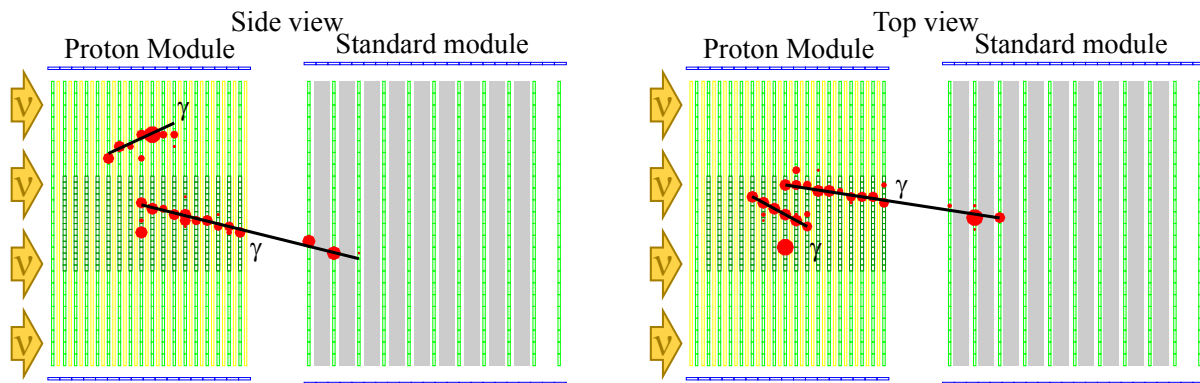 Side view
Proton Module
Standard module
ν
ν
ν
ν
γ
γ
Top view
Proton Module
Standard module
ν
ν
ν
ν
γ
γ